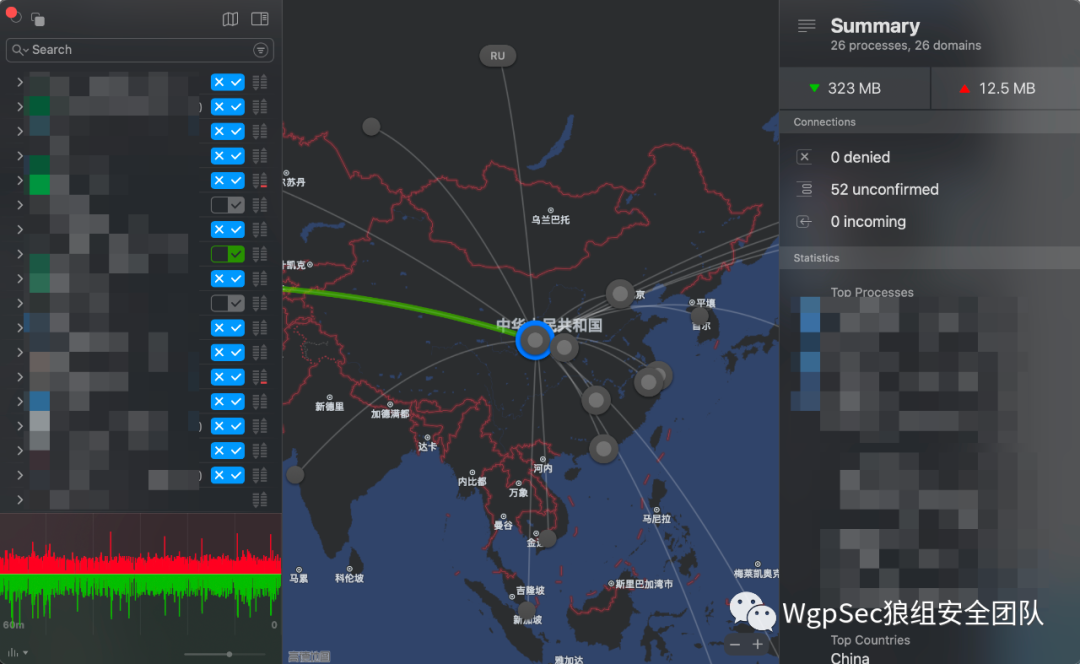 Search
60m
0
RU
尔苏丹
乌兰巴托
什凯克
京
平壤
首尔
中华人民共和国
新德里
加德满都
达卡
内比都
河内
万象
曼谷
马尼拉
马累
科伦坡
吉隆坡
斯里巴加湾市
梅莱凯奥克
新加坡
雅加达
高德地图
Summary
26 processes, 26 domains
323 MB
12.5 MB
Connections
0 denied
52 unconfirmed
0 incoming
Statistics
Top Processes
WgpSec狼组安全团队
Top Countries
China